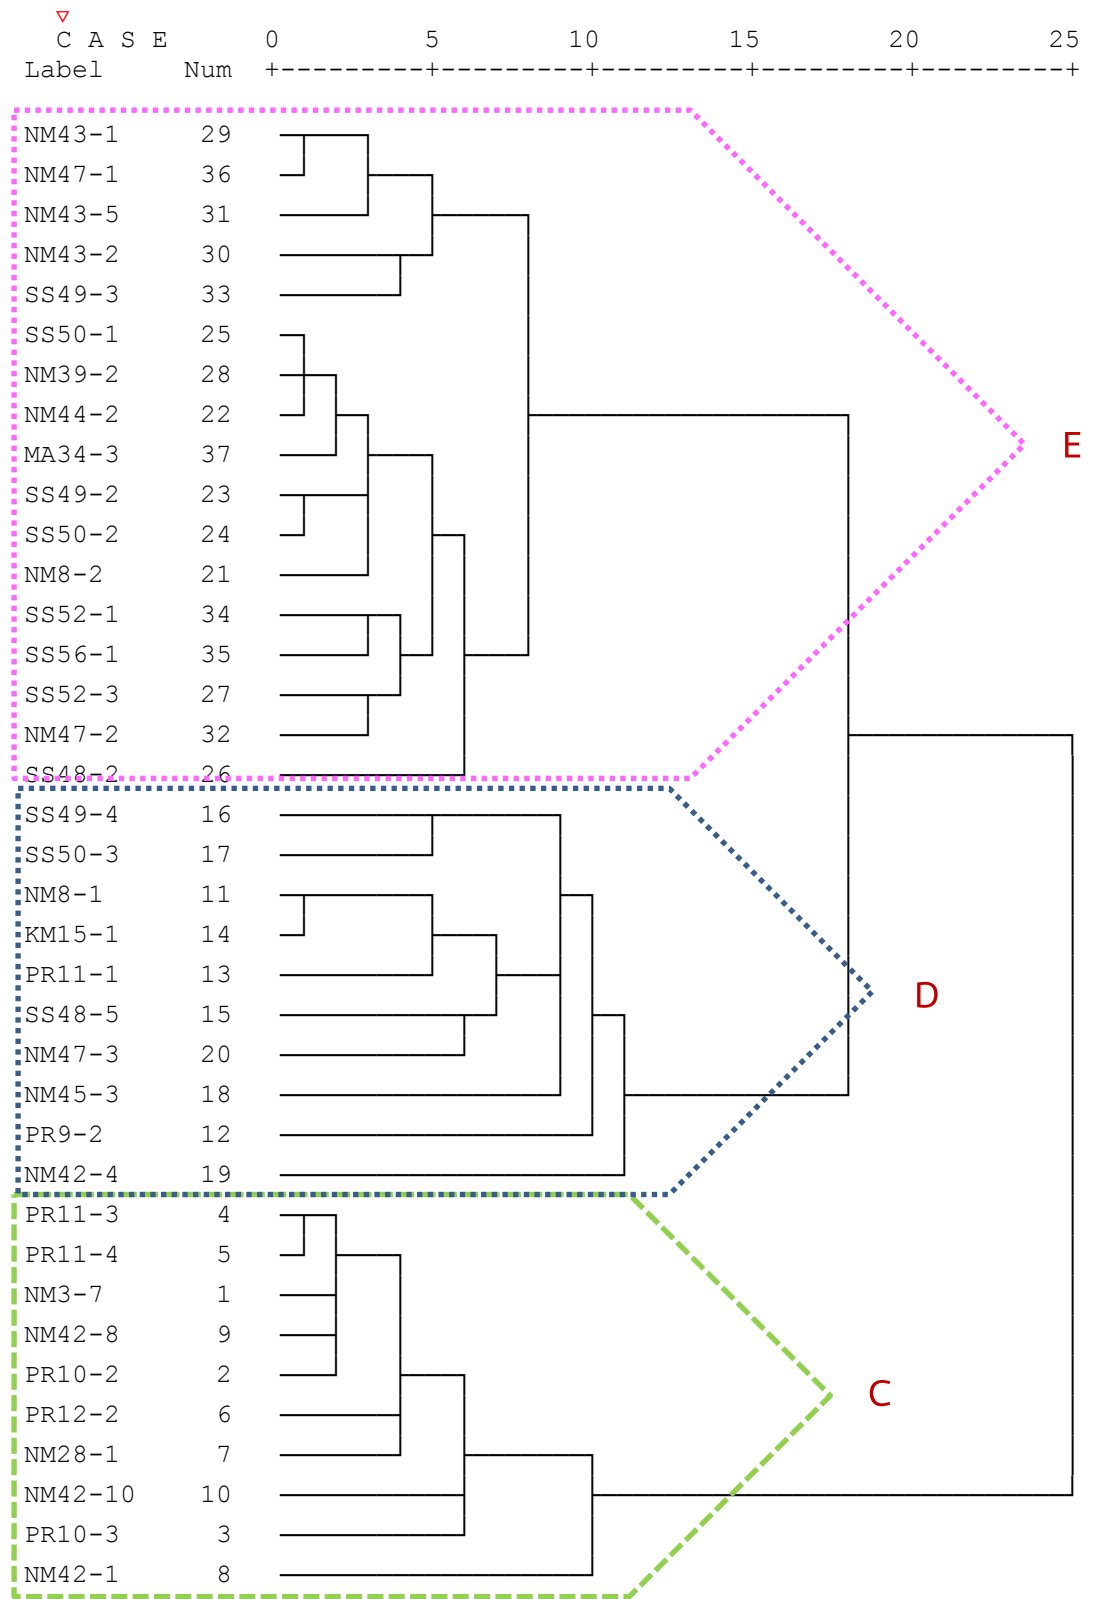 C A S E 0 5 10 15 20 25
Label Num +---------+---------+---------+---------+---------+
NM43-1 29
NM47-1 36
NM43-5 31
NM43-2 30
SS49-3 33
SS50-1 25
NM39-2 28
NM44-2 22
MA34-3 37
E
SS49-2 23
SS50-2 24
NM8-2 21
SS52-1 34
SS56-1 35
SS52-3 27
NM47-2 32
SS48-2 26
SS49-4 16
SS50-3 17
NM8-1 11
KM15-1 14
PR11-1 13
D
SS48-5 15
NM47-3 20
NM45-3 18
PR9-2 12
NM42-4 19
PR11-3 4
PR11-4 5
NM3-7 1
NM42-8 9
PR10-2 2
C
PR12-2 6
NM28-1 7
NM42-10 10
PR10-3 3
NM42-1 8